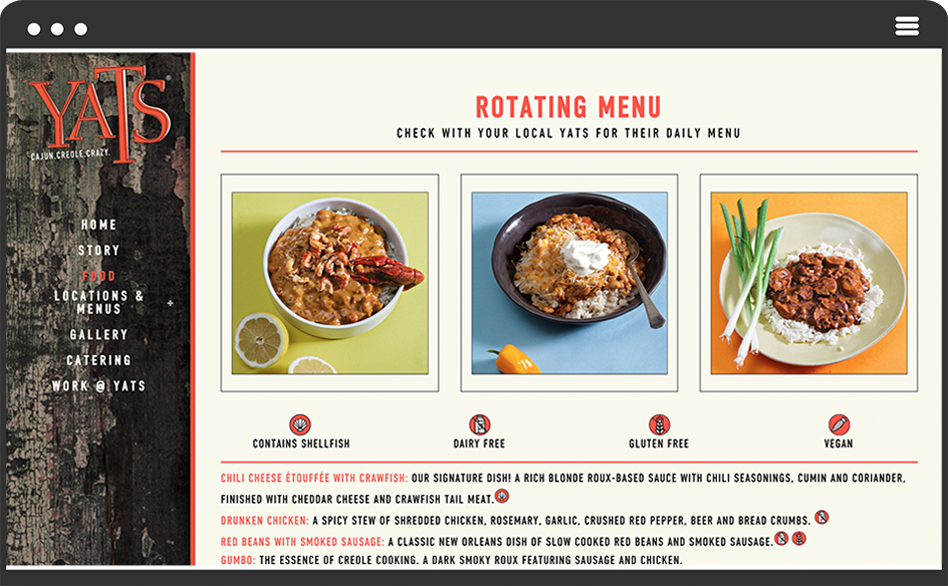 YATS
CAJUN.CREOLE.CRAZY.
HOME
STORY
FOOD
LOCATIONS &
MENUS
+
GALLERY
CATERING
WORK @ YATS
ROTATING MENU
CHECK WITH YOUR LOCAL YATS FOR THEIR DAILY MENU
CONTAINS SHELLFISH
DAIRY FREE
GLUTEN FREE
VEGAN
CHILI CHEESE ÉTOUFFÉE WITH CRAWFISH: OUR SIGNATURE DISH! A RICH BLONDE ROUX-BASED SAUCE WITH CHILI SEASONINGS, CUMIN AND CORIANDER,
FINISHED WITH CHEDDAR CHEESE AND CRAWFISH TAIL MEAT.
DRUNKEN CHICKEN: A SPICY STEW OF SHREDDED CHICKEN, ROSEMARY, GARLIC, CRUSHED RED PEPPER, BEER AND BREAD CRUMBS.
RED BEANS WITH SMOKED SAUSAGE: A CLASSIC NEW ORLEANS DISH OF SLOW COOKED RED BEANS AND SMOKED SAUSAGE.
GUMBO: THE ESSENCE OF CREOLE COOKING. A DARK SMOKY ROUX FEATURING SAUSAGE AND CHICKEN.